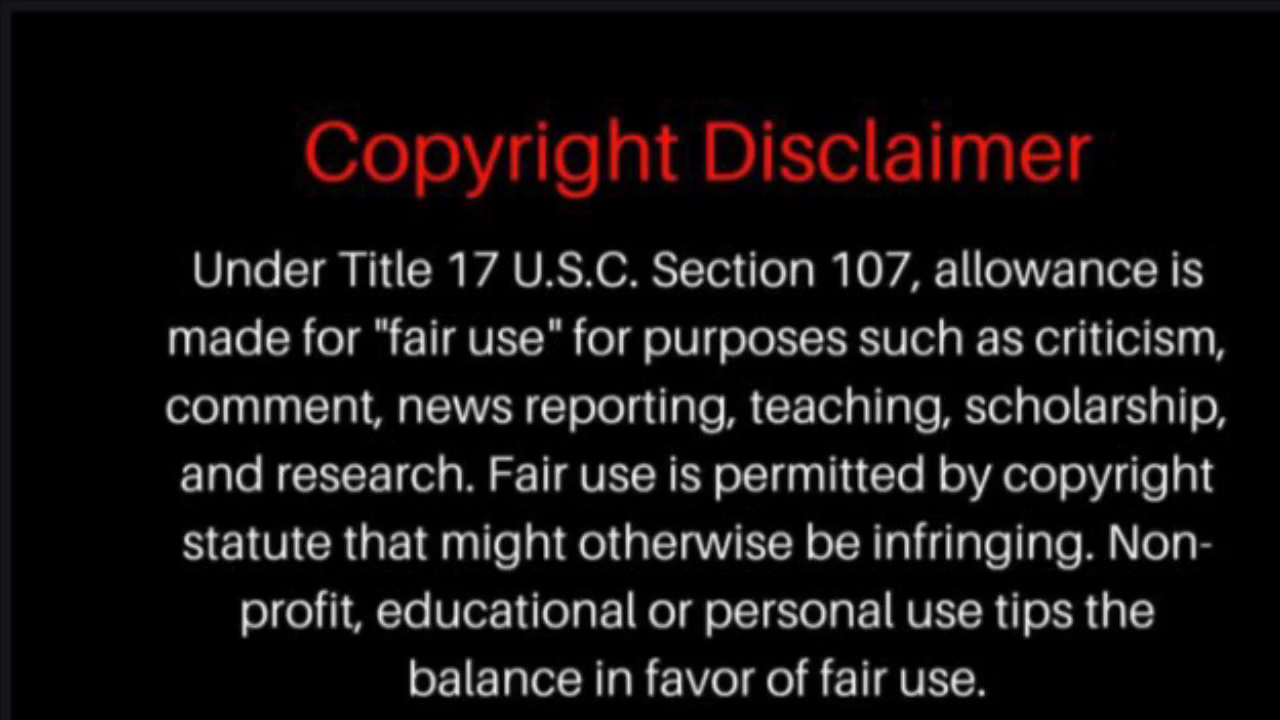 Copyright Disclaimer
Under Title 17 U.S.C. Section 107, allowance is
made for "fair use" for purposes such as criticism,
comment, news reporting, teaching, scholarship,
and research. Fair use is permitted by copyright
statute that might otherwise be infringing. Non-
profit, educational or personal use tips the
balance in favor of fair use.